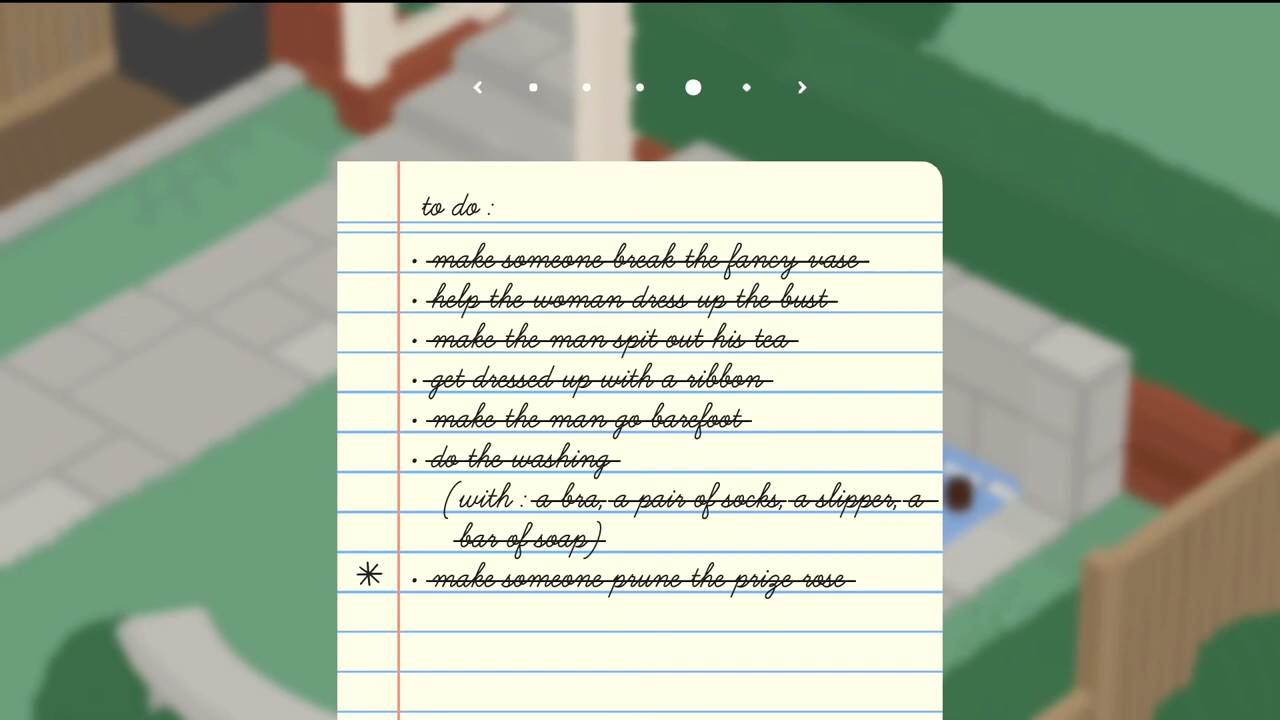 to do :
• make someone break the fancy vase
• help the woman dress up the bust
• make the man spit out his tea
• get dressed up with a ribbon
• make the man go barefoot
• do the washing
(with : a bra, a pair of socks, a slipper, a
bar of soap)
• make someone prune the prize rose